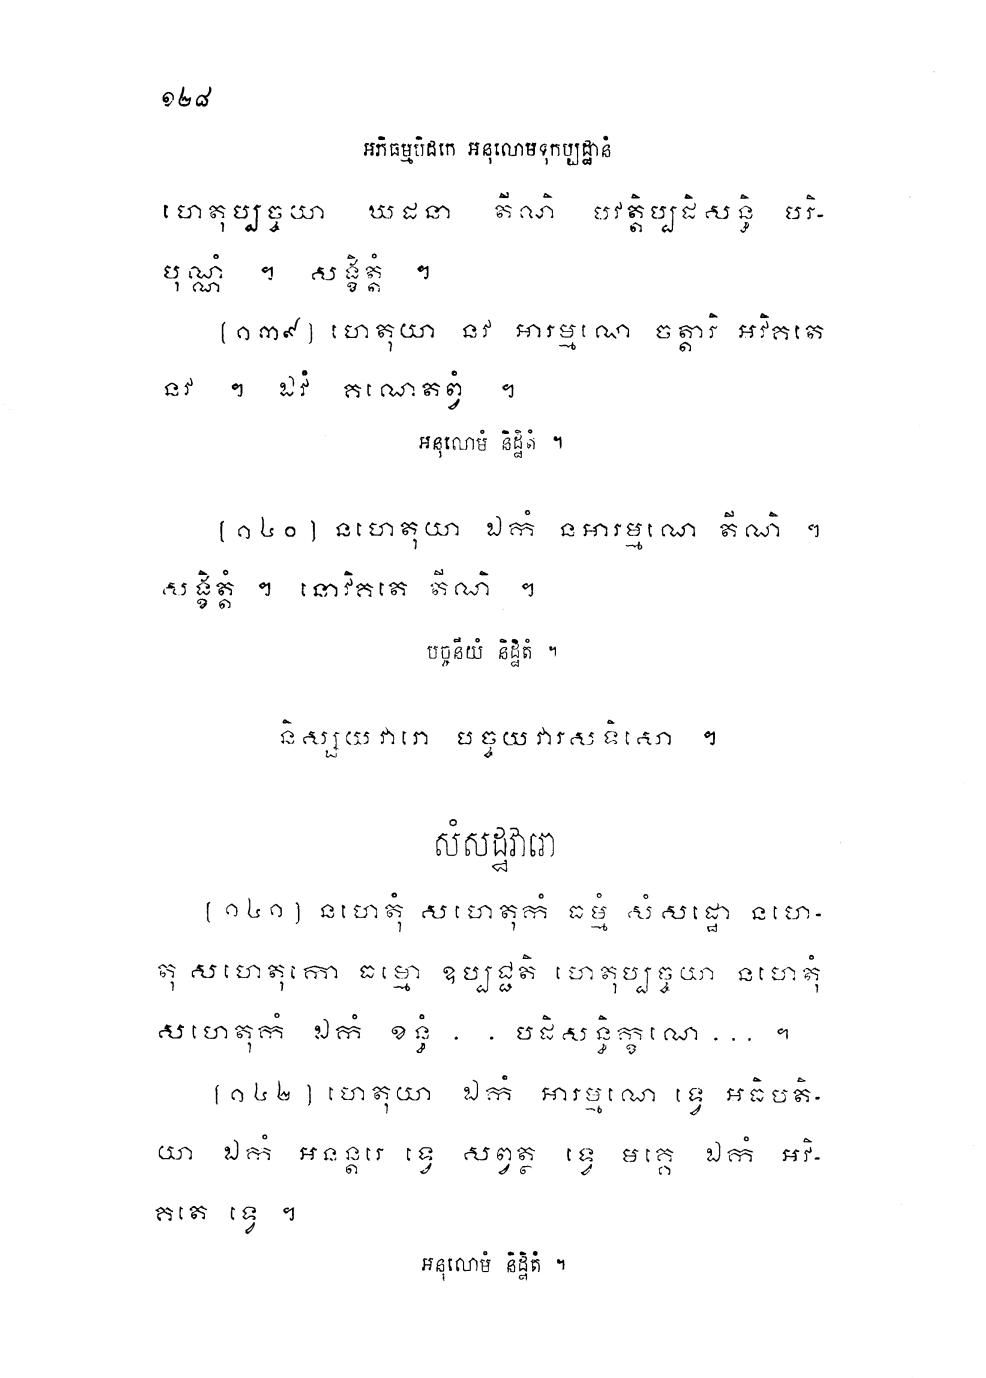 ១២៨
អភិធម្មបិដកេ អនុលោមទុកប្បដ្ឋានំ
ហេតុប្បច្ចយា ឃដនា តីណិ បវត្តិប្បដិសន្ធិ បរិ-
បុណ្ណំ ។ សង្ខិត្តំ ។
(១៣៩) ហេតុយា នវ អារម្មណេ ចត្តារិ អវិគតេ
នវ ។ ឯវំ គណេតព្វំ ។
អនុលោមំ និដ្ឋិតំ ។
(១៤០) នហេតុយា ឯកំ នអារម្មណេ តីណិ ។
សង្ខិត្តំ ។ នោវិគតេ តីណិ ។
បច្ចនីយំ និដ្ឋិតំ ។
និស្សយវារោ បច្ចយវារសទិសោ ។
សំសដ្ឋវារោ
(១៤១) នហេតុំ សហេតុកំ ធម្មំ សំសដ្ឋោ នហេ-
តុ សហេតុកោ ធម្មោ ឧប្បជ្ជតិ ហេតុប្បច្ចយា នហេតុំ
សហេតុកំ ឯកំ ខន្ធំ . . បដិសន្ធិក្ខណេ ... ។
(១៤២) ហេតុយា ឯកំ អារម្មណេ ទ្វេ អធិបតិ-
យា ឯកំ អនន្តរេ ទ្វេ សព្វត្ថ ទ្វេ មគ្គេ ឯកំ អវិ-
គតេ ទ្វេ ។
អនុលោមំ និដ្ឋិតំ ។